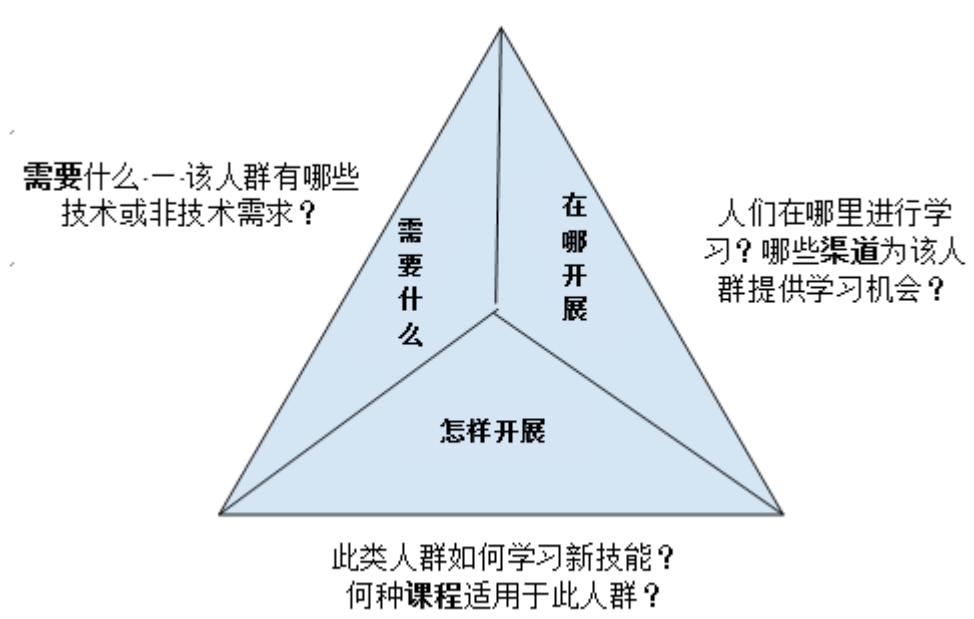 需要什么-一-该人群有哪些
技术或非技术需求？
需要什么
在哪开展
人们在哪里进行学
习？哪些渠道为该人
群提供学习机会？
怎样开展
此类人群如何学习新技能？
何种课程适用于此人群？